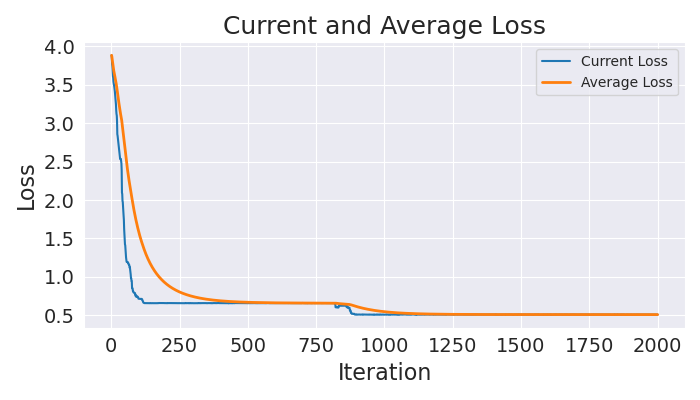 Current and Average Loss
4.0
3.5
3.0
2.5
2.0
1.5
1.0
0.5
Loss
Current Loss
Average Loss
0 250 500 750 1000 1250 1500 1750 2000
Iteration